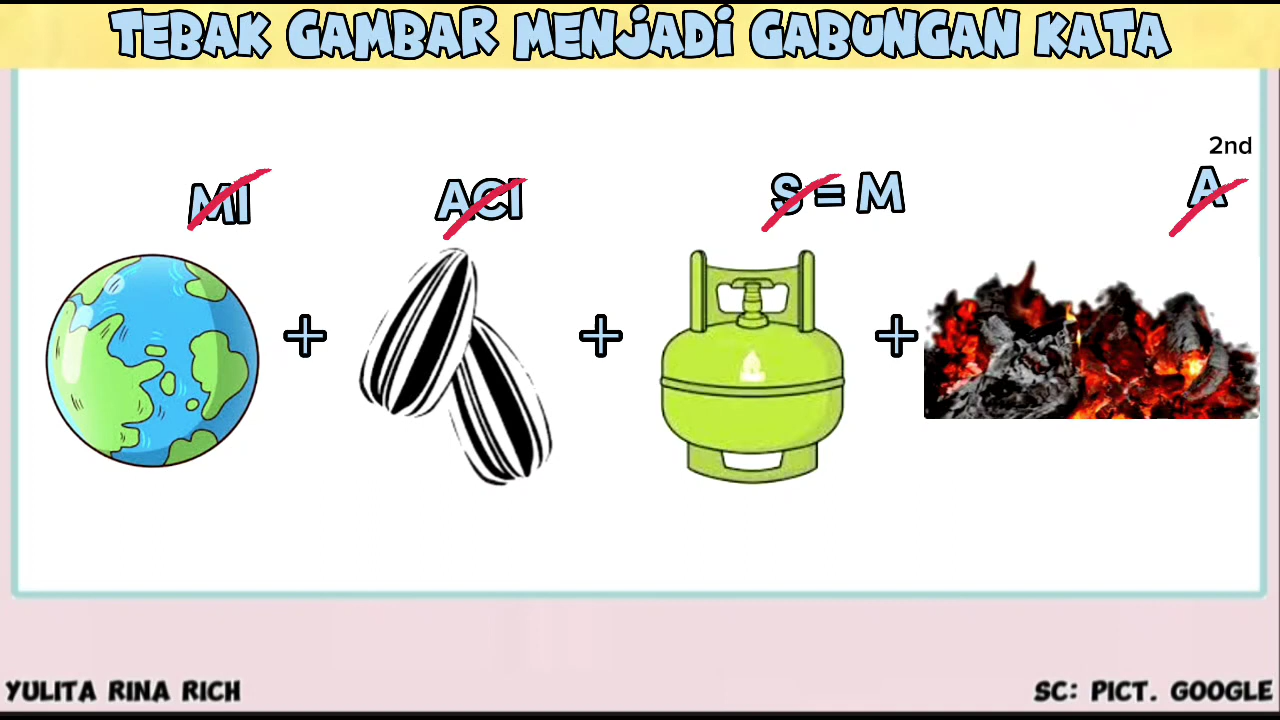 TEBAK GAMBAR MENJADI GABUNGAN KATA
2nd
MI ACI S = M A
+ + +
YULITA RINA RICH SC: PICT. GOOGLE